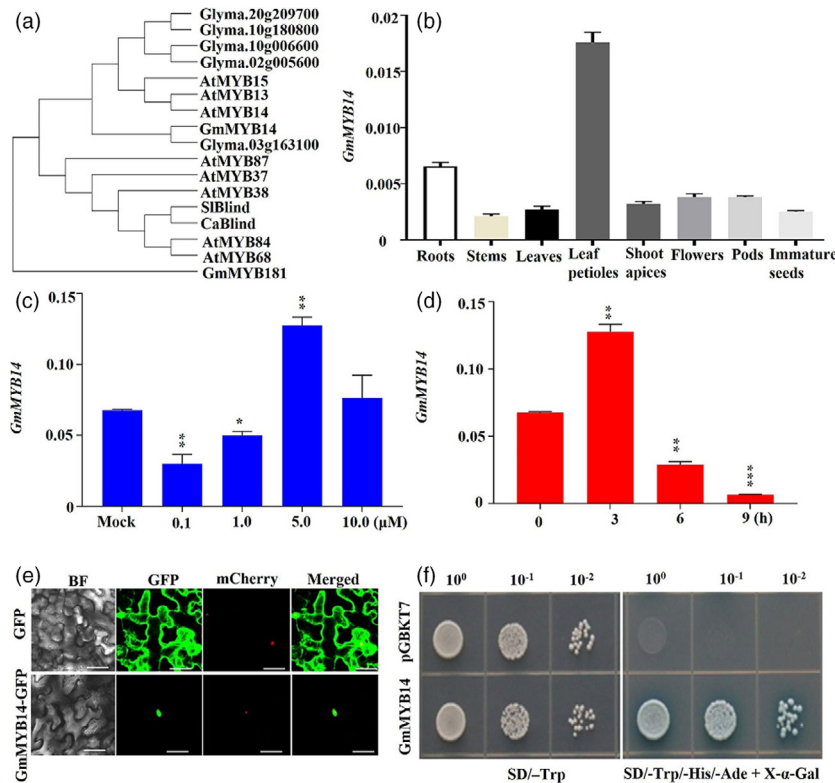 (a)
Glyma.20g209700
Glyma.10g180800
Glyma.10g006600
Glyma.02g005600
AtMYB15
AtMYB13
AtMYB14
GmMYB14
Glyma.03g163100
AtMYB87
AtMYB37
AtMYB38
SlBlind
CaBlind
AtMYB84
AtMYB68
GmMYB181
(b)
GmMYB14
0.02
0.015
0.010
0.005
0
Roots Stems Leaves Leaf petioles Shoot apices Flowers Pods Immature seeds
(c)
GmMYB14
0.15
0.10
0.05
0
** * **
Mock 0.1 1.0 5.0 10.0 (µM)
(d)
GmMYB14
0.15
0.10
0.05
0
** ** ***
0 3 6 9 (h)
(e)
BF GFP mCherry Merged
GFP
GmMYB14-GFP
(f)
10⁰ 10⁻¹ 10⁻² 10⁰ 10⁻¹ 10⁻²
pGBKT7
GmMYB14
SD/–Trp SD/-Trp/-His/-Ade + X-α-Gal